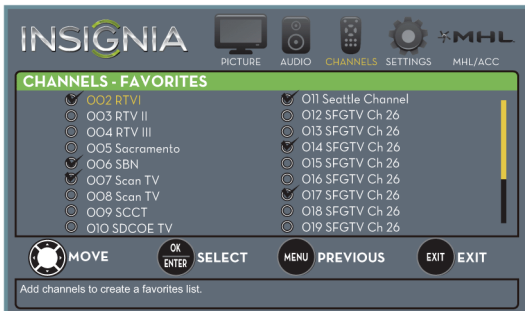 INSIGNIA
PICTURE AUDIO CHANNELS SETTINGS MHL MHL/ACC
CHANNELS - FAVORITES
002 RTVI
003 RTV II
004 RTV III
005 Sacramento
006 SBN
007 Scan TV
008 Scan TV
009 SCCT
010 SDCOE TV
011 Seattle Channel
012 SFGTV Ch 26
013 SFGTV Ch 26
014 SFGTV Ch 26
015 SFGTV Ch 26
016 SFGTV Ch 26
017 SFGTV Ch 26
018 SFGTV Ch 26
019 SFGTV Ch 26
MOVE OK ENTER SELECT MENU PREVIOUS EXIT EXIT
Add channels to create a favorites list.